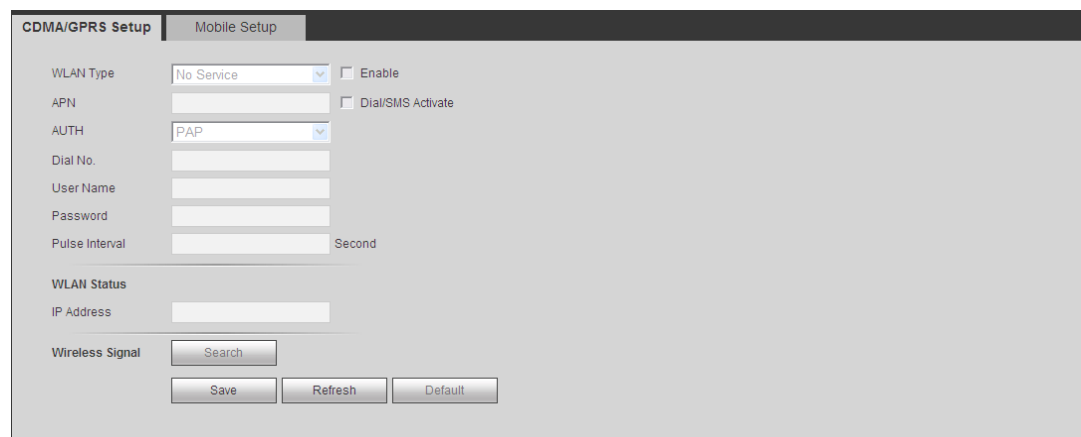 CDMA/GPRS Setup Mobile Setup
WLAN Type No Service Enable
APN Dial/SMS Activate
AUTH PAP
Dial No.
User Name
Password
Pulse Interval Second
WLAN Status
IP Address
Wireless Signal Search
Save Refresh Default